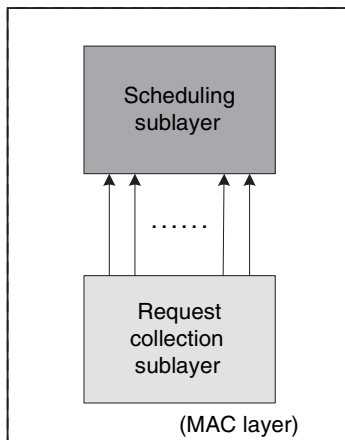 Scheduling
sublayer
......
Request
collection
sublayer
(MAC layer)